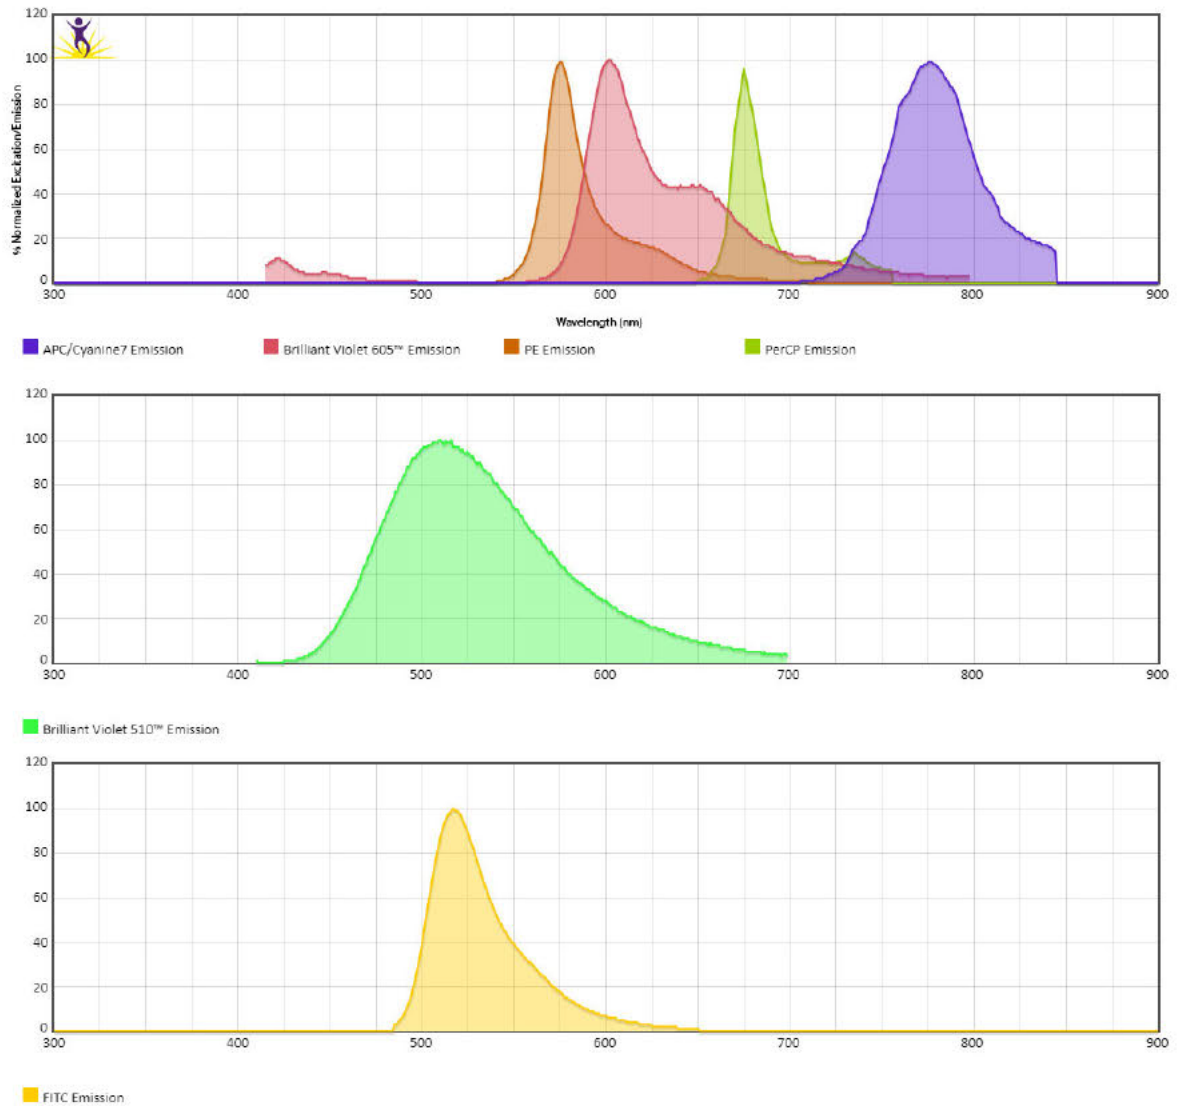 120
100
80
60
40
20
0
% Normalized Excitation/Emission
300 400 500 600 700 800 900
Wavelength (nm)
APC/Cyanine7 Emission Brilliant Violet 605™ Emission PE Emission PerCP Emission
120
100
80
60
40
20
0
300 400 500 600 700 800 900
Brilliant Violet 510™ Emission
120
100
80
60
40
20
0
300 400 500 600 700 800 900
FITC Emission